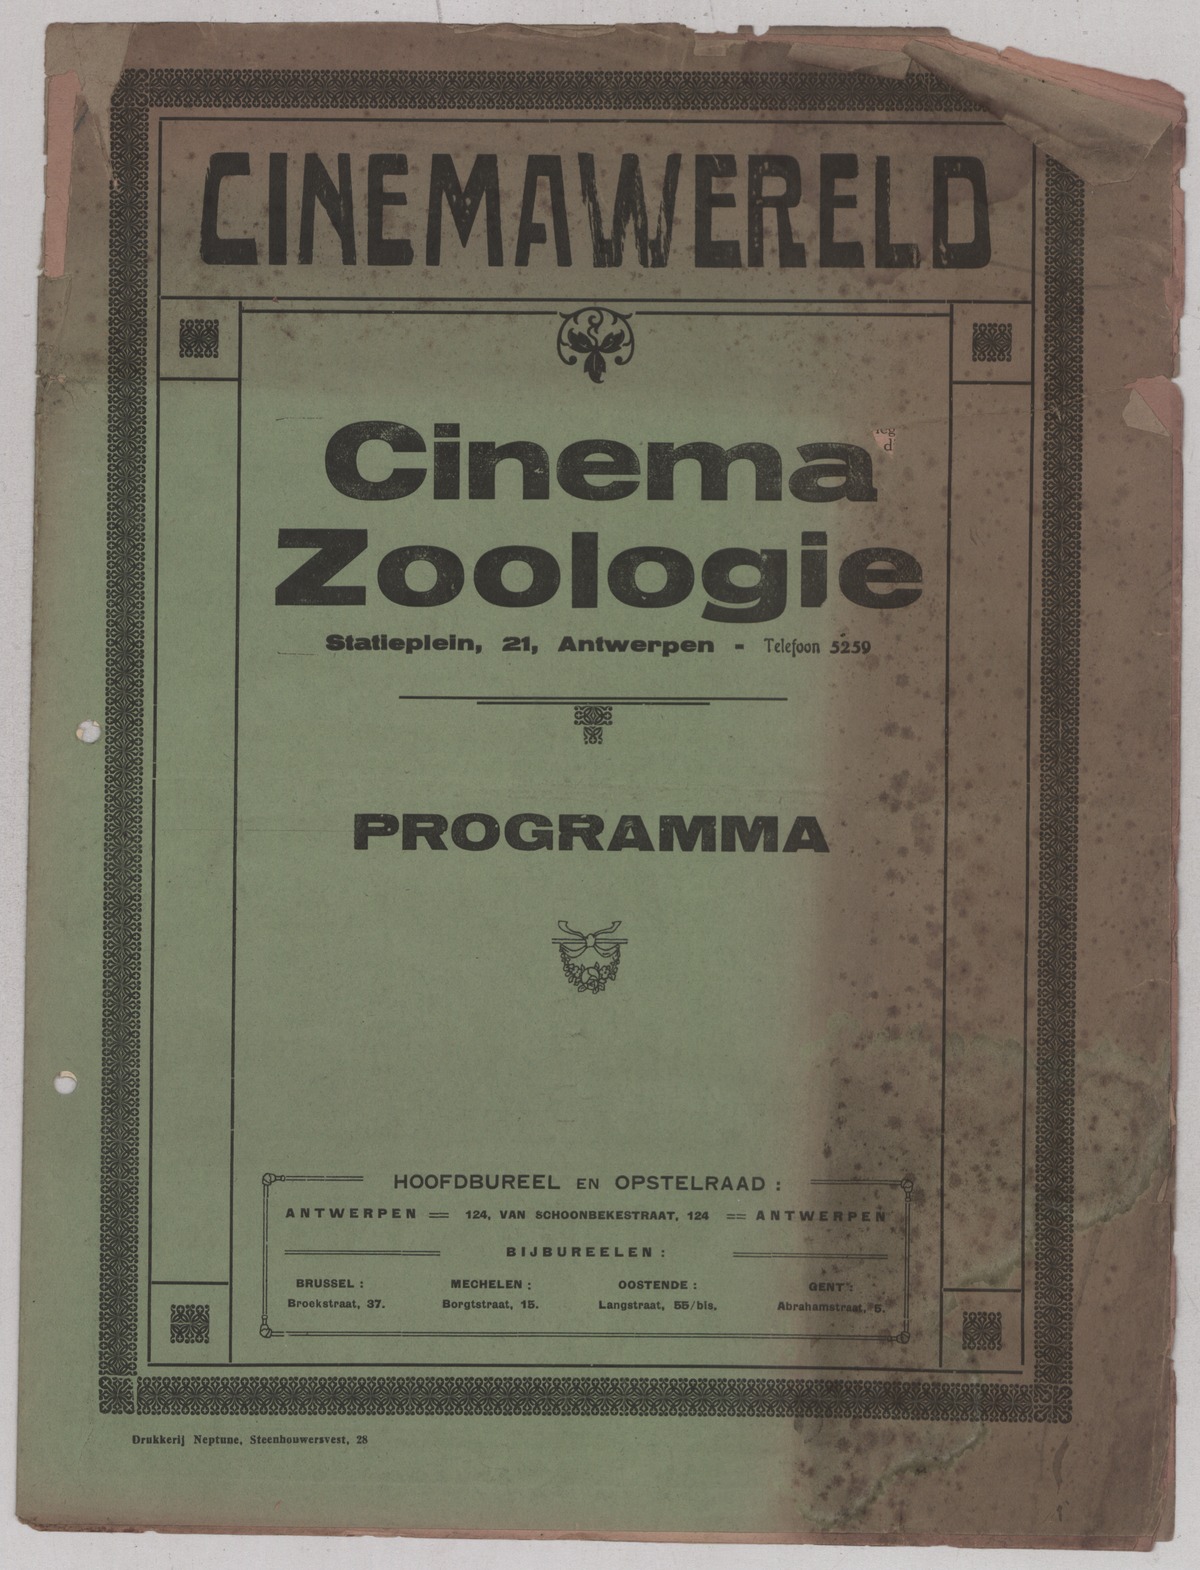 CINEMAWERELD
Cinema
Zoologie
Statieplein, 21, Antwerpen - Telefoon 5259
PROGRAMMA
HOOFDBUREEL EN OPSTELRAAD :
ANTWERPEN = 124, VAN SCHOONBEKESTRAAT, 124 = ANTWERPEN
BIJBUREELEN :
BRUSSEL : MECHELEN : OOSTENDE : GENT :
Broekstraat, 37. Borgtstraat, 15. Langstraat, 55/bis. Abrahamstraat, 5.
Drukkerij Neptune, Steenhouwersvest, 28